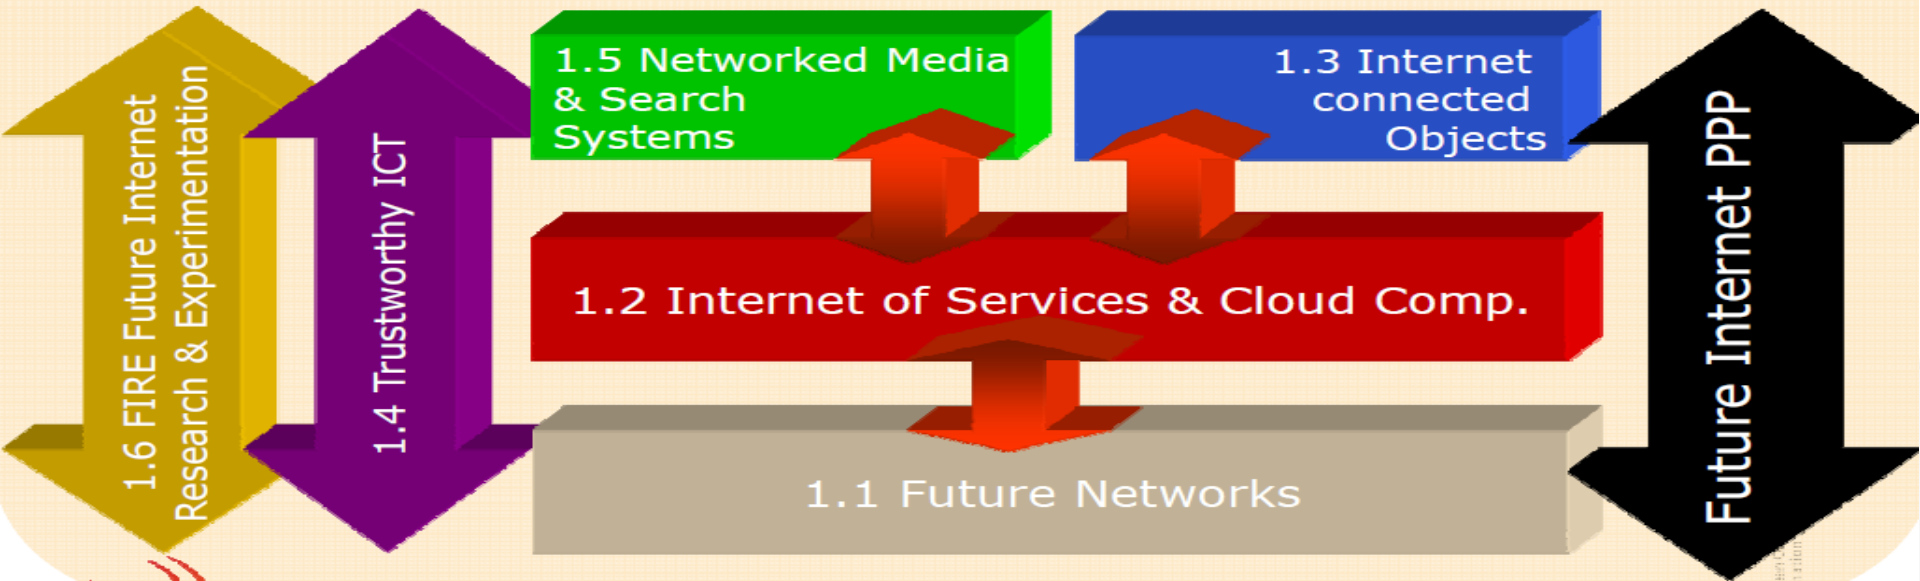 1.6 FIRE Future Internet
Research & Experimentation
1.4 Trustworthy ICT
1.5 Networked Media
& Search
Systems
1.3 Internet
connected
Objects
1.2 Internet of Services & Cloud Comp.
1.1 Future Networks
Future Internet PPP